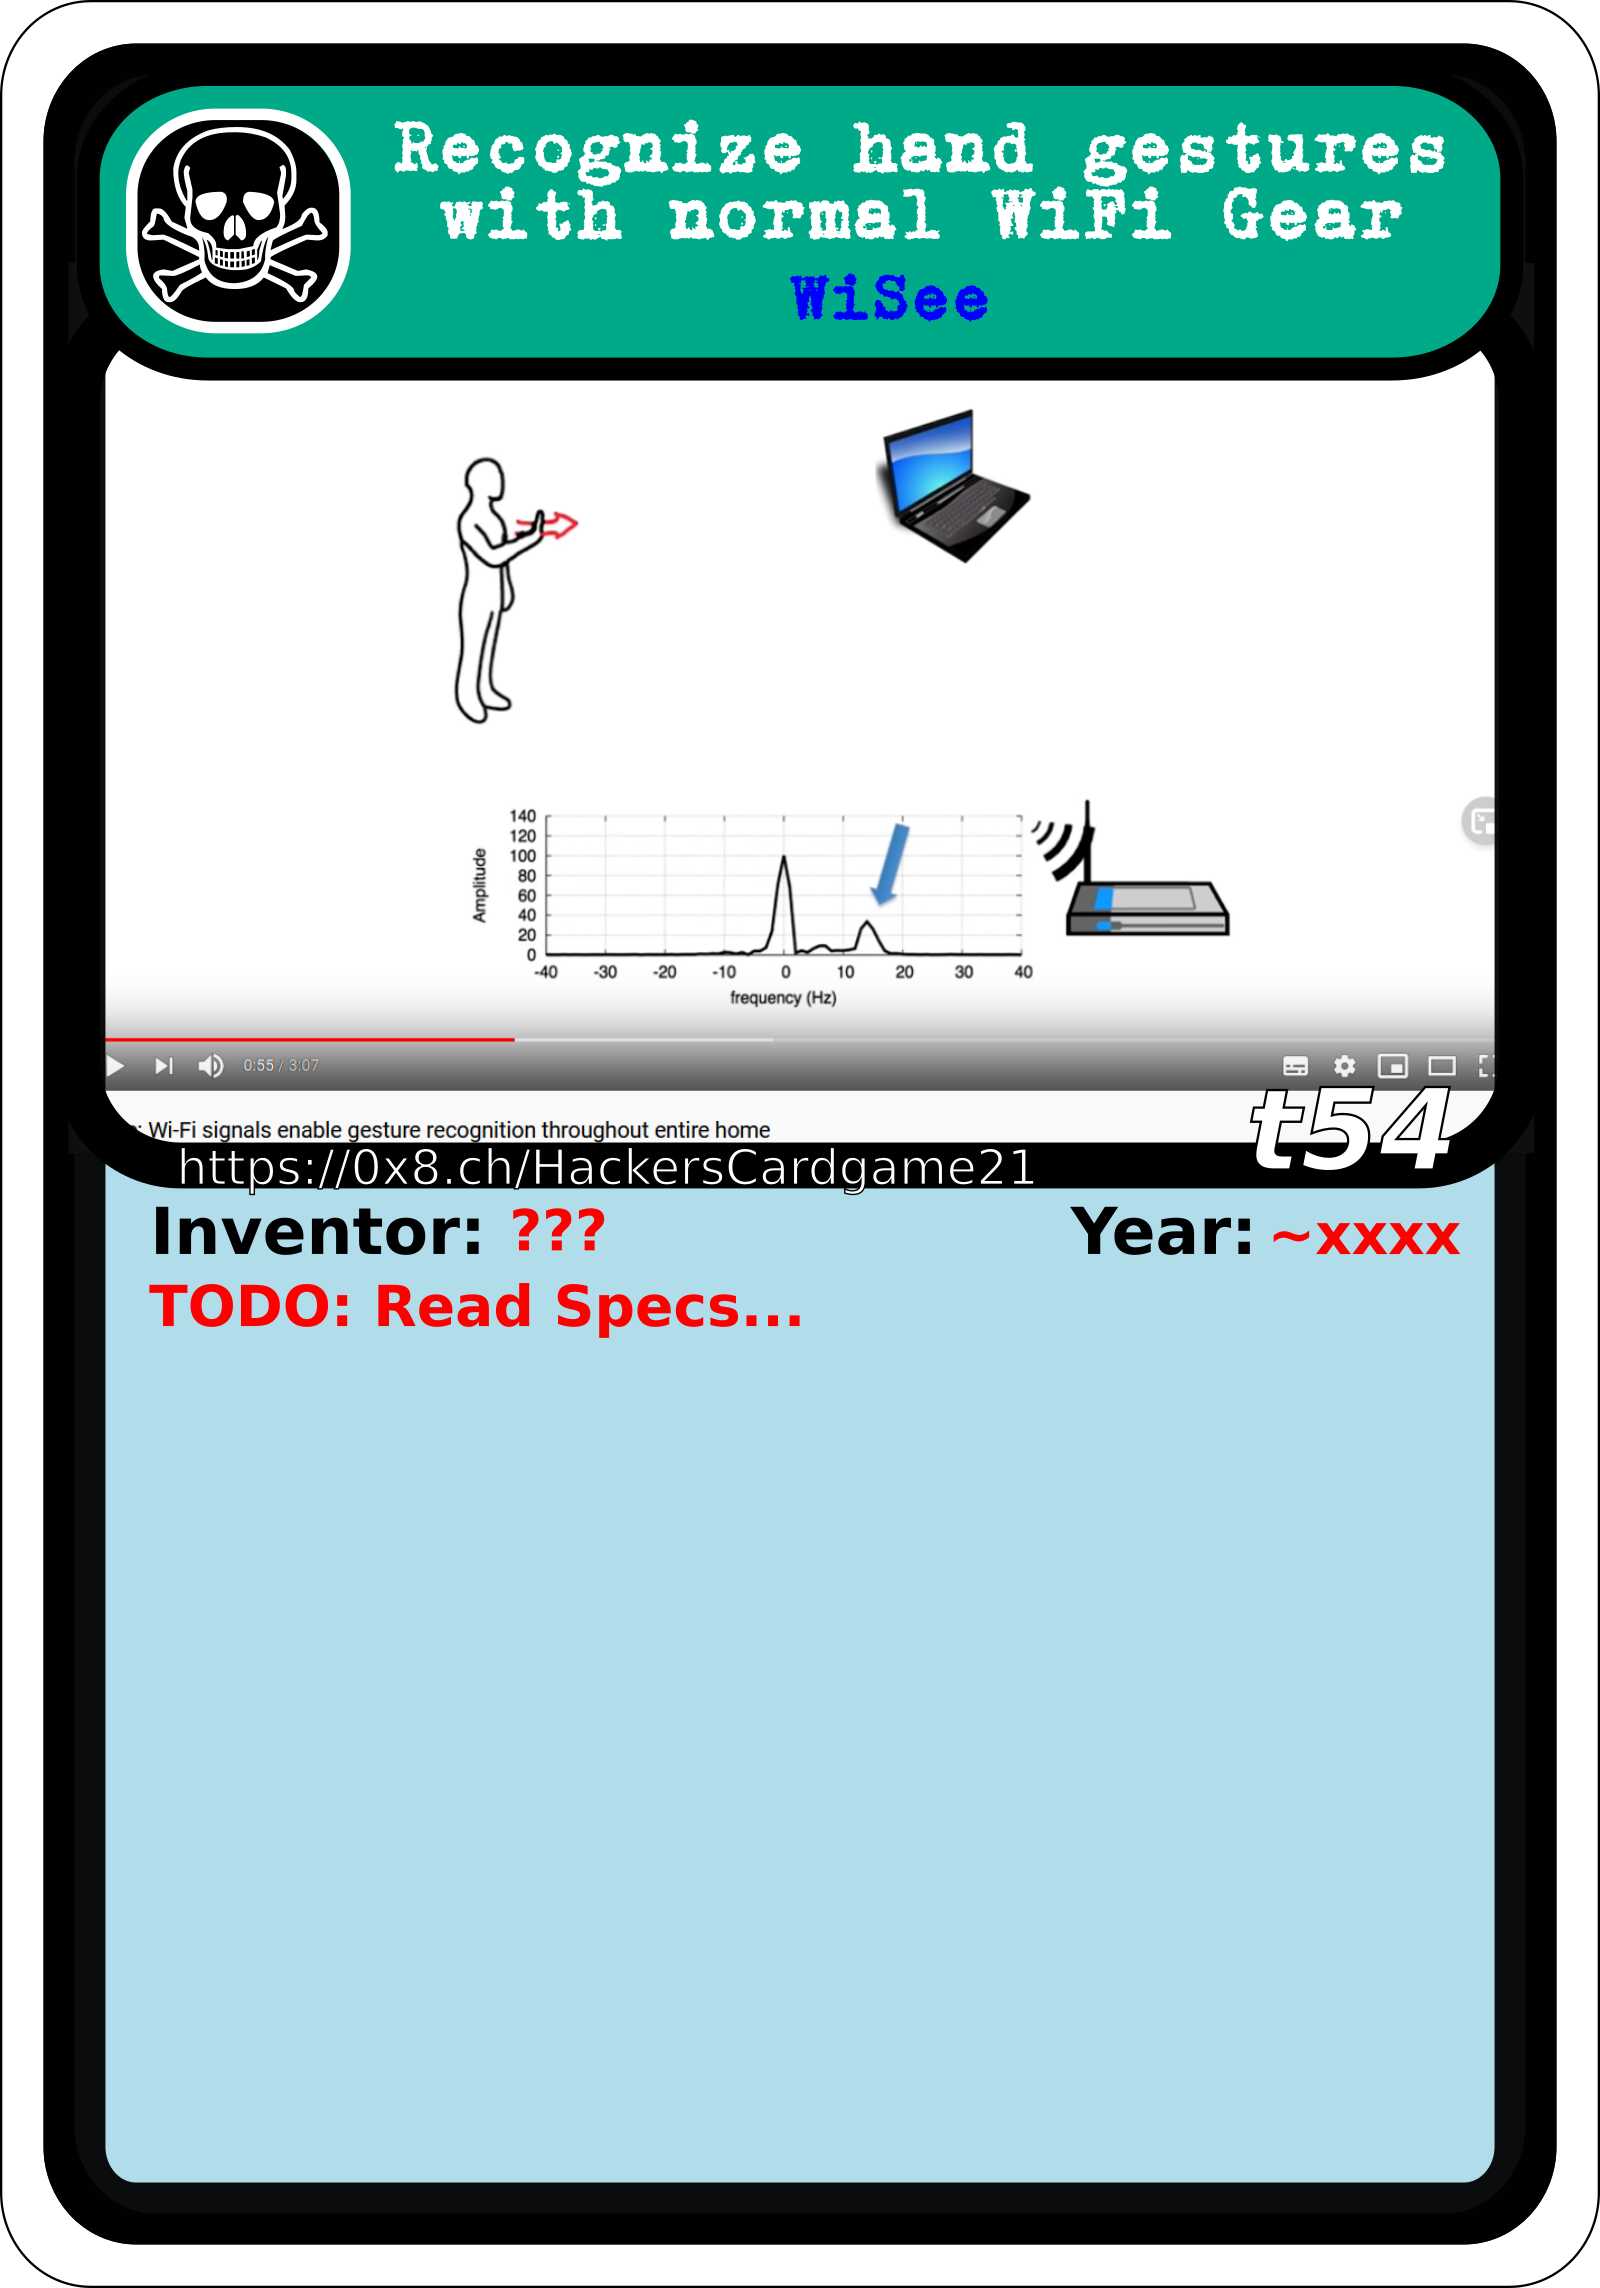 Recognize hand gestures
with normal WiFi Gear
WiSee
140
120
100
80
60
40
20
0
Amplitude
-40 -30 -20 -10 0 10 20 30 40
frequency (Hz)
0:55 / 3:07
: Wi-Fi signals enable gesture recognition throughout entire home
t54
https://0x8.ch/HackersCardgame21
Inventor: ??? Year: ~xxxx
TODO: Read Specs...